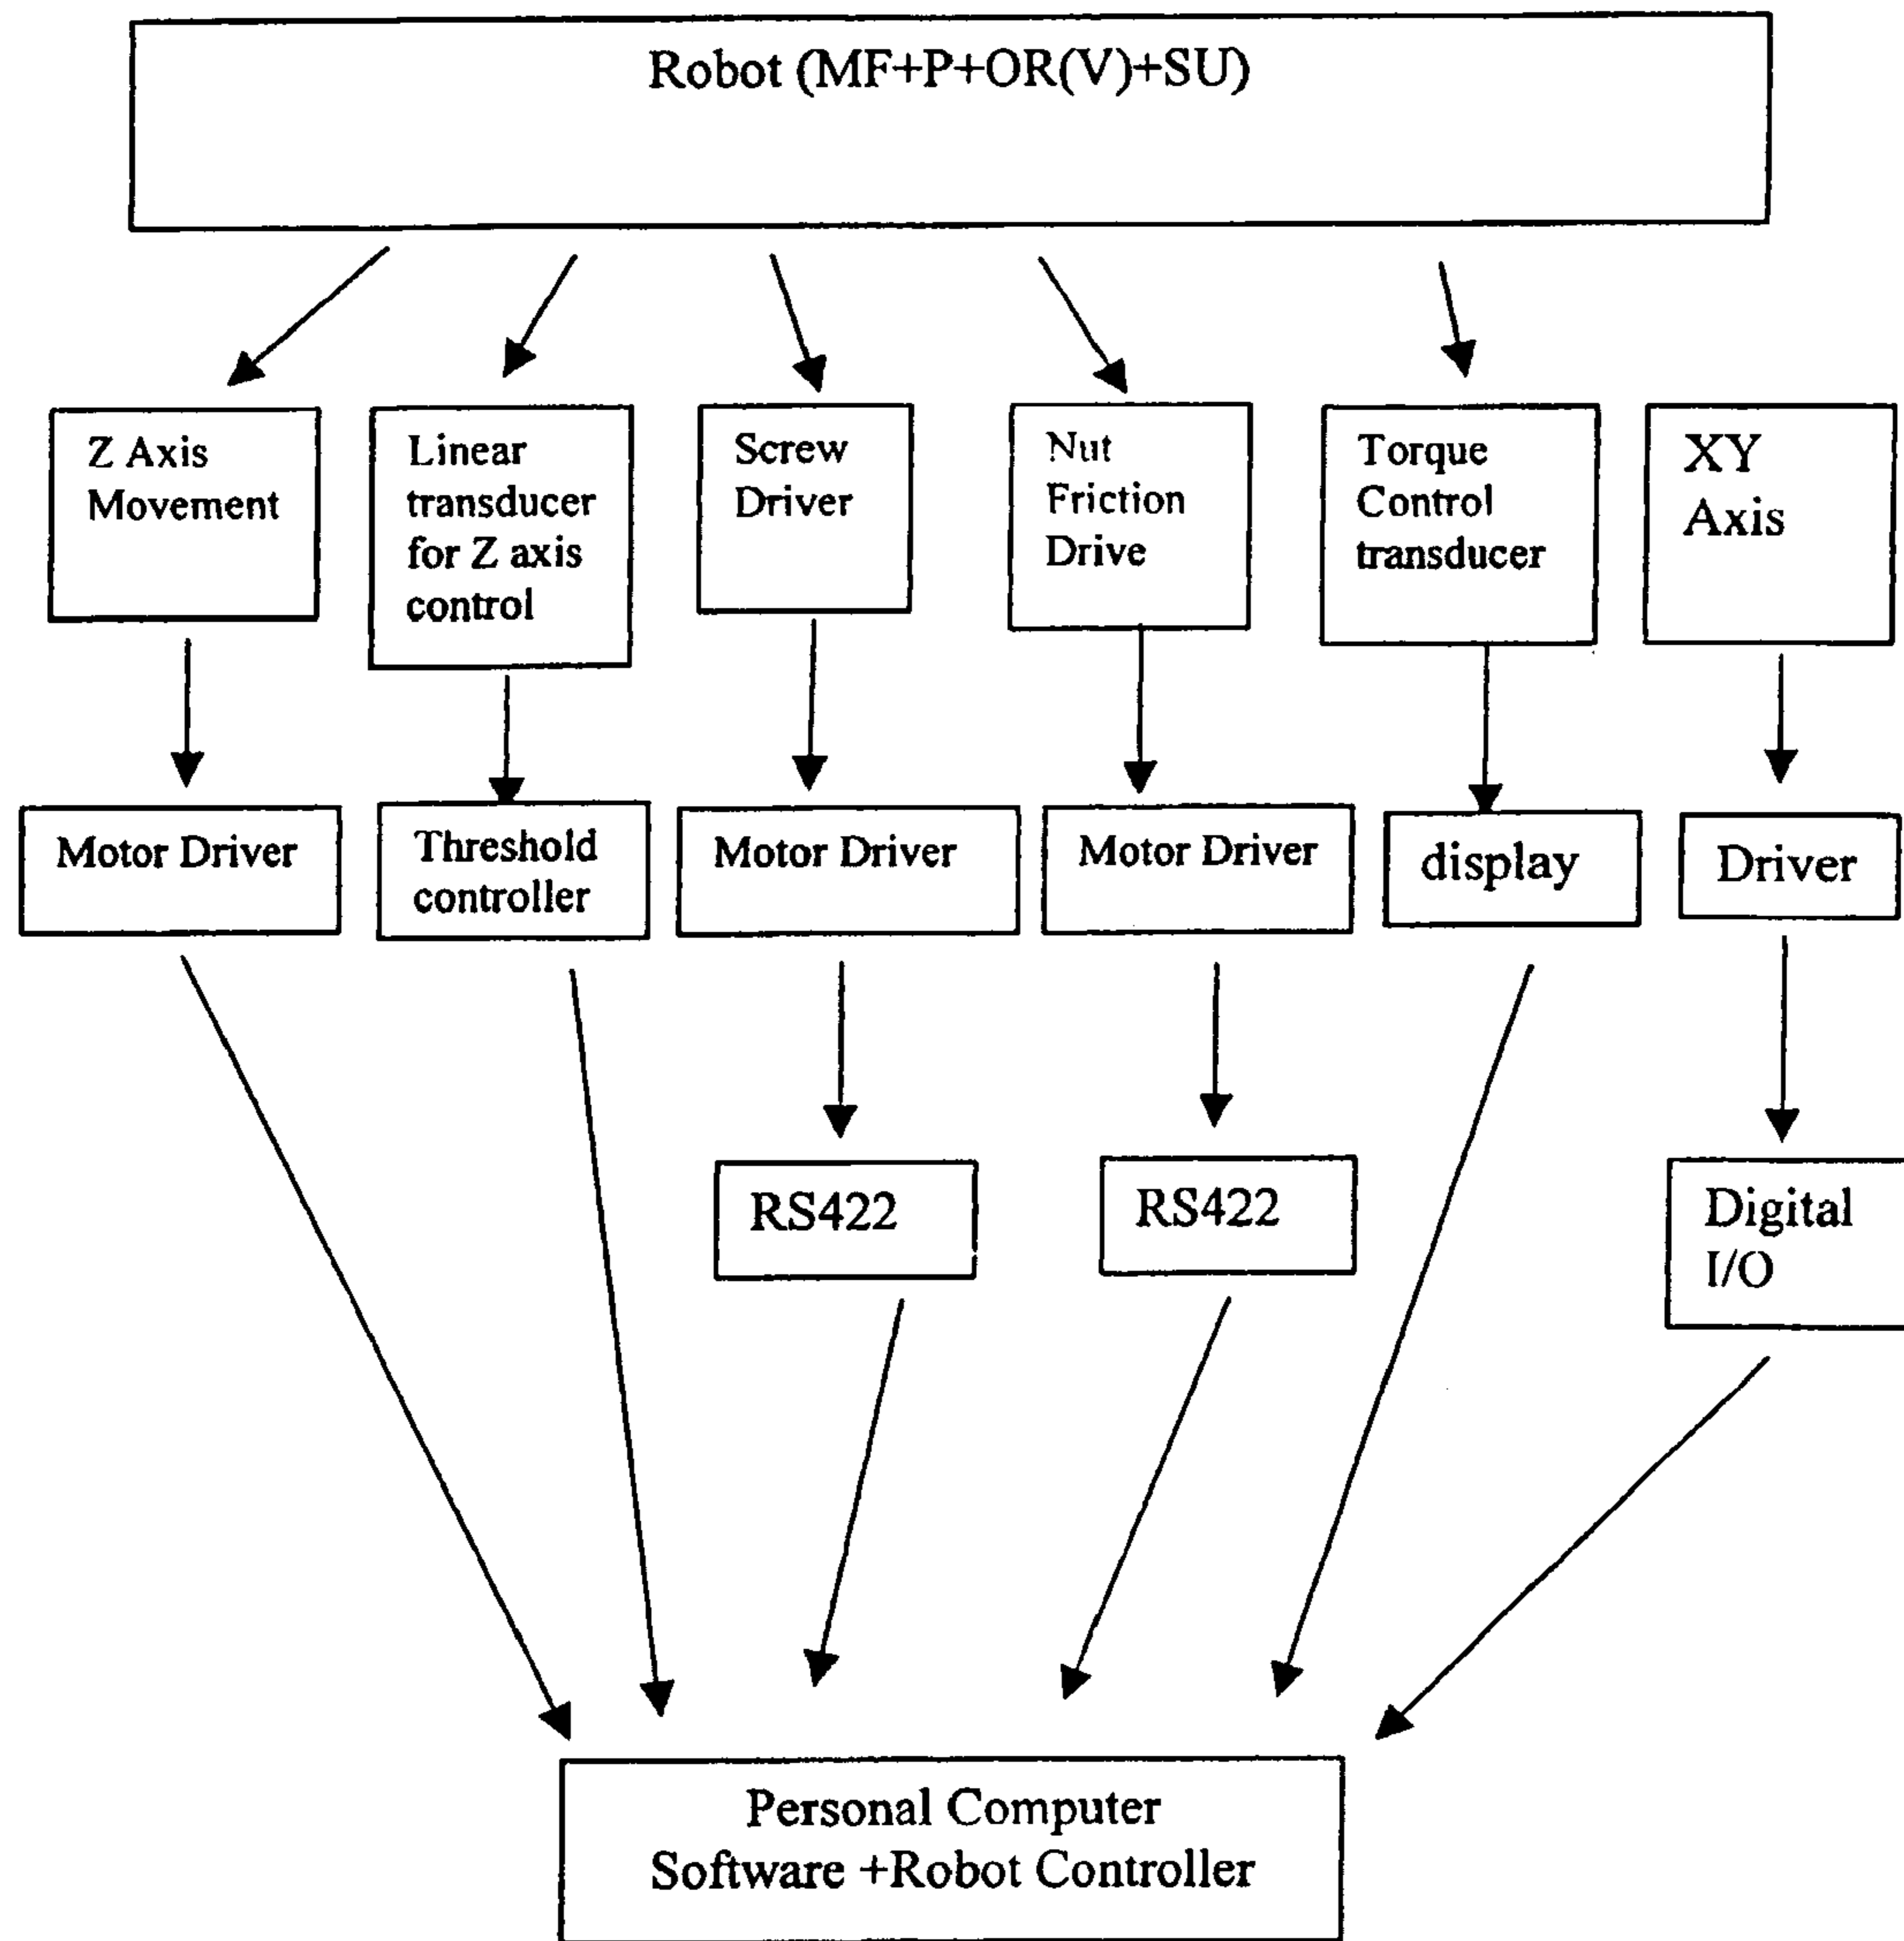 Robot (MF+P+OR(V)+SU)
Z Axis
Movement
Linear
transducer
for Z axis
control
Screw
Driver
Nut
Friction
Drive
Torque
Control
transducer
XY
Axis
Motor Driver
Threshold
controller
Motor Driver
Motor Driver
display
Driver
RS422
RS422
Digital
I/O
Personal Computer
Software +Robot Controller